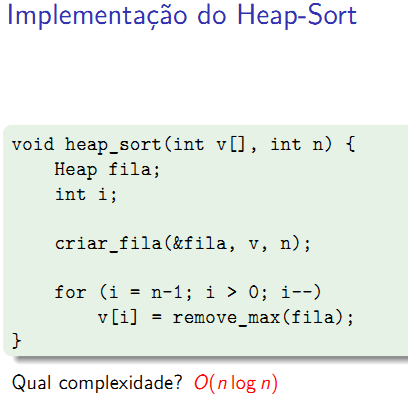 Implementação do Heap-Sort
void heap_sort(int v[], int n) {
    Heap fila;
    int i;
    criar_fila(&fila, v, n);
    for (i = n-1; i > 0; i--)
        v[i] = remove_max(fila);
}
Qual complexidade? O(n log n)